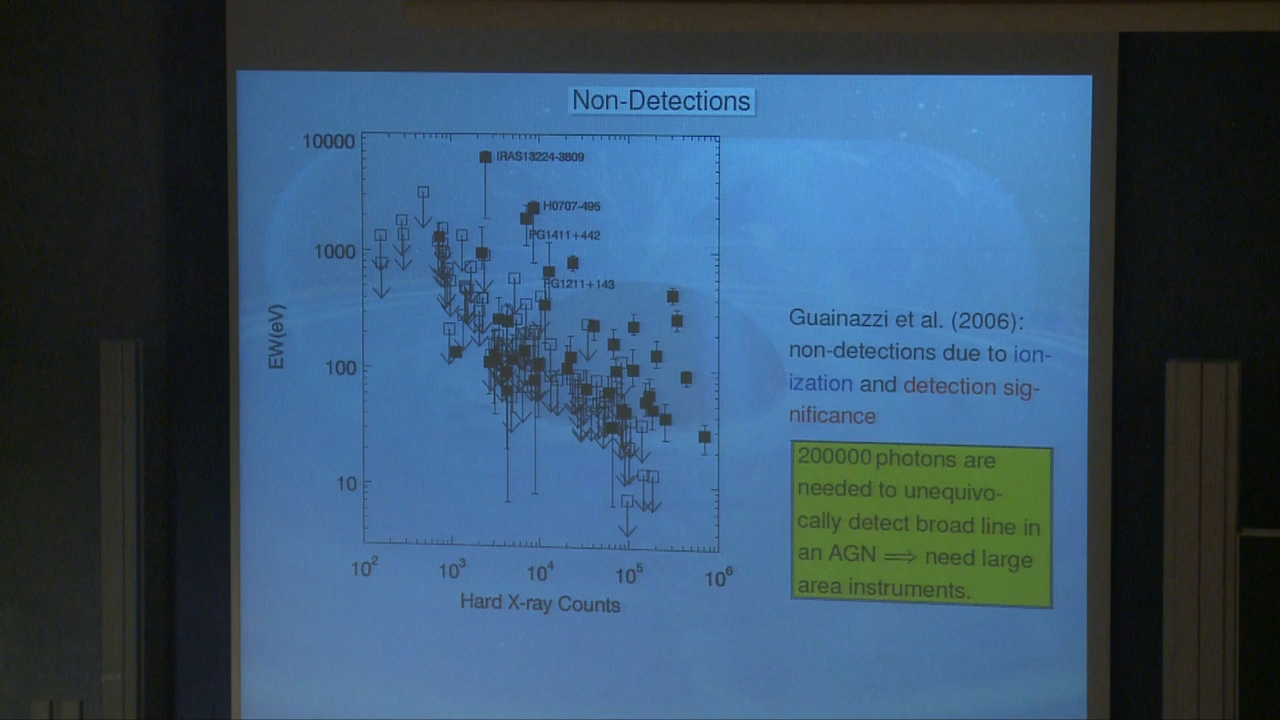 Non-Detections
10000
1000
100
10
EW(eV)
IRAS13224-3809
H0707-495
PG1411+442
PG1211+143
10²
10³
10⁴
10⁵
10⁶
Hard X-ray Counts
Guainazzi et al. (2006):
non-detections due to ion-
ization and detection sig-
nificance
200000 photons are
needed to unequivo-
cally detect broad line in
an AGN ⟹ need large
area instruments.